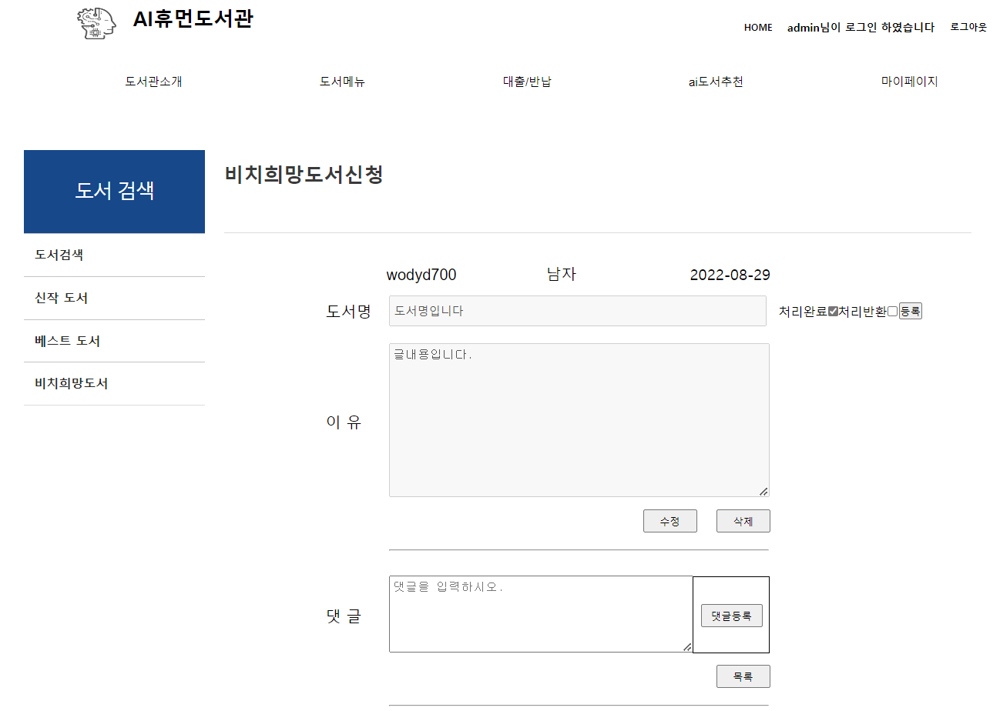 AI휴먼도서관
HOME admin님이 로그인 하였습니다 로그아웃
도서관소개 도서메뉴 대출/반납 ai도서추천 마이페이지
도서 검색
도서검색
신작 도서
베스트 도서
비치희망도서
비치희망도서신청
wodyd700 남자 2022-08-29
도서명 도서명입니다 처리완료 처리반환 등록
이 유 글내용입니다.
수정 삭제
댓 글 댓글을 입력하시오. 댓글등록
목록